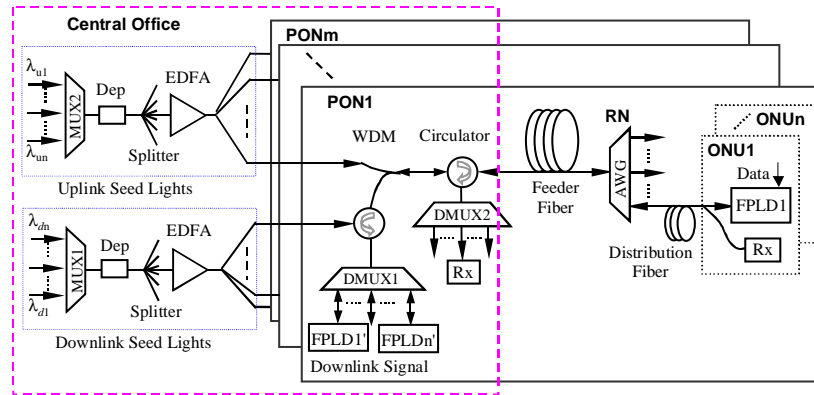 Central Office
PONm
λu1
Dep
EDFA
MUX2
λun
Splitter
Uplink Seed Lights
PON1
WDM
Circulator
RN
ONUn
ONU1
Data
AWG
FPLD1
Feeder
Fiber
DMUX2
Rx
Distribution
Fiber
Rx
λdn
Dep
EDFA
MUX1
λd1
Splitter
Downlink Seed Lights
DMUX1
FPLD1'
FPLDn'
Downlink Signal